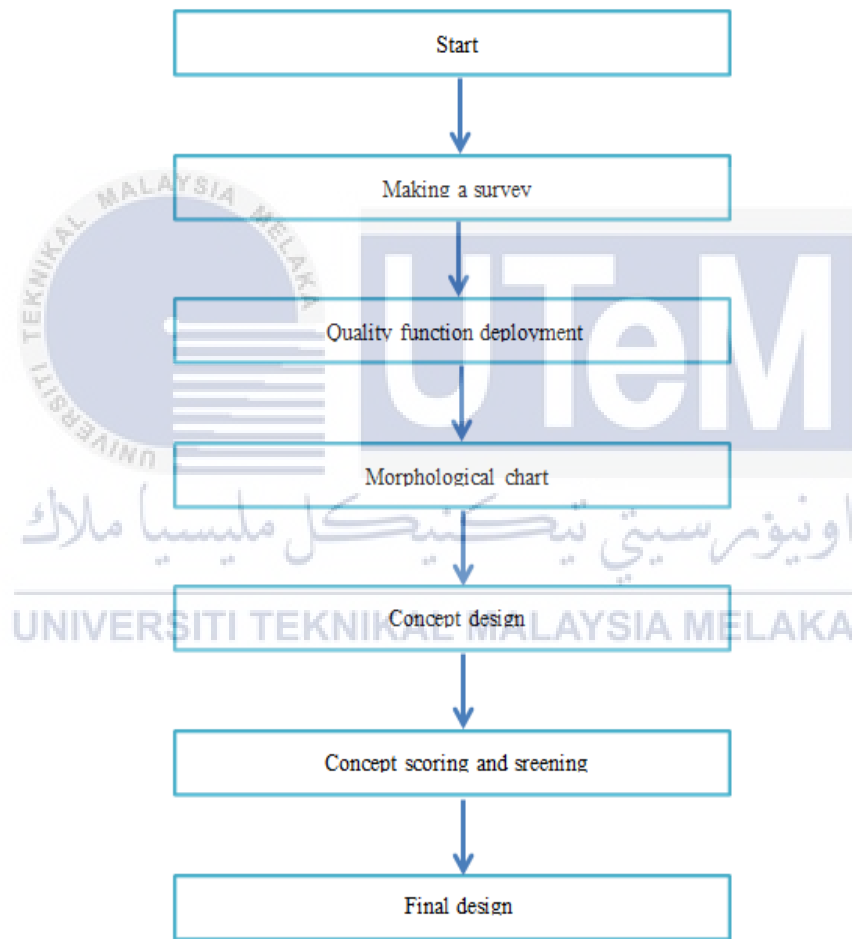 Start
Making a survey
UNIVERSITI TEKNIKAL MALAYSIA MELAKA
UTeM
Quality function deployment
Morphological chart
اونيۏرسيتي تيكنيكل مليسيا ملاك
Concept design
UNIVERSITI TEKNIKAL MALAYSIA MELAKA
Concept scoring and sreening
Final design